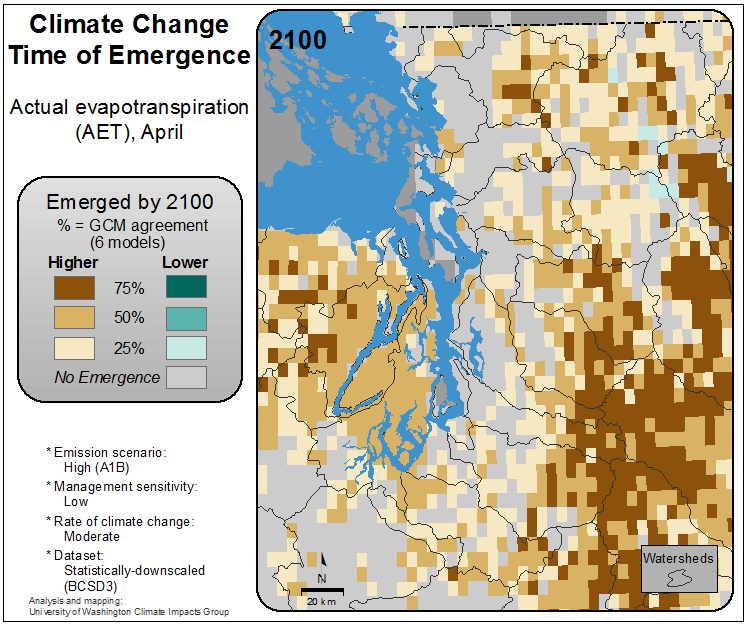 Climate Change
Time of Emergence
Actual evapotranspiration
(AET), April
Emerged by 2100
% = GCM agreement
(6 models)
Higher Lower
75%
50%
25%
No Emergence
* Emission scenario:
High (A1B)
* Management sensitivity:
Low
* Rate of climate change:
Moderate
* Dataset:
Statistically-downscaled
(BCSD3)
Analysis and mapping:
University of Washington Climate Impacts Group
2100
N
20 km
Watersheds